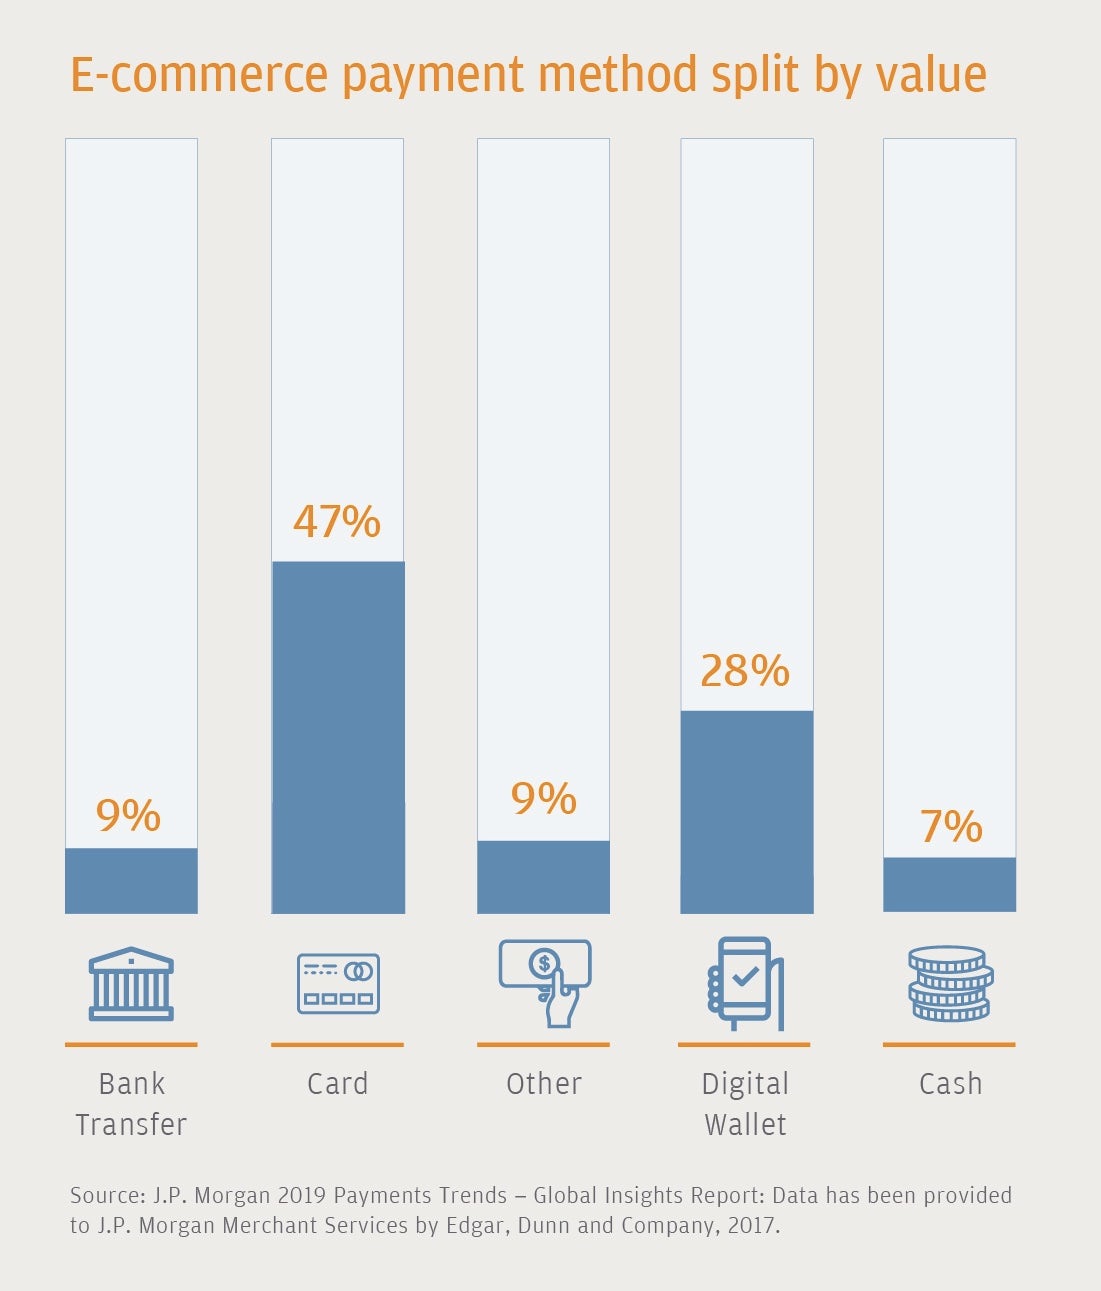 E-commerce payment method split by value
9%
47%
9%
28%
7%
$
Bank
Transfer
Card
Other
Digital
Wallet
Cash
Source: J.P. Morgan 2019 Payments Trends – Global Insights Report: Data has been provided
to J.P. Morgan Merchant Services by Edgar, Dunn and Company, 2017.